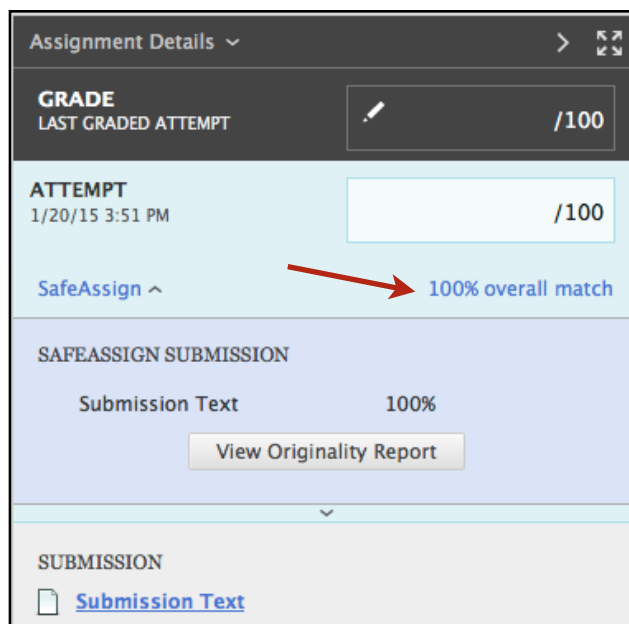 Assignment Details
GRADE
LAST GRADED ATTEMPT
/100
ATTEMPT
1/20/15 3:51 PM
/100
SafeAssign
100% overall match
SAFEASSIGN SUBMISSION
Submission Text 100%
View Originality Report
SUBMISSION
Submission Text